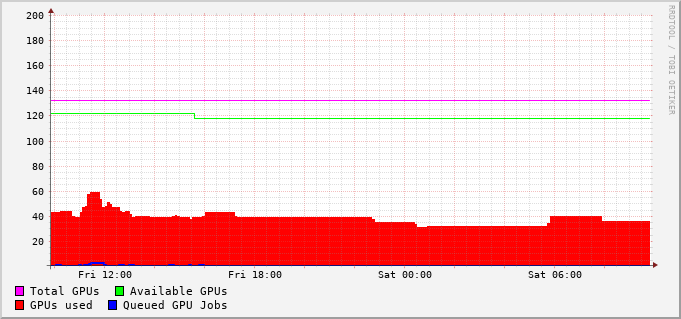 200
180
160
140
120
100
80
60
40
20
Fri 12:00 Fri 18:00 Sat 00:00 Sat 06:00
Total GPUs Available GPUs
GPUs used Queued GPU Jobs
RRDTOOL / TOBI OETIKER